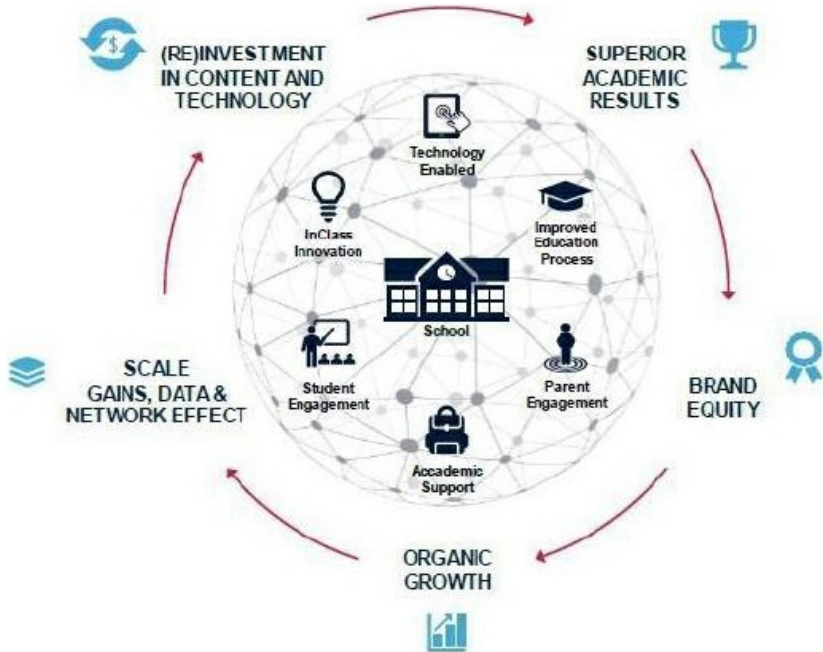 (RE)INVESTMENT
IN CONTENT AND
TECHNOLOGY
SUPERIOR
ACADEMIC
RESULTS
Technology
Enabled
InClass
Innovation
Improved
Education
Process
School
Student
Engagement
Parent
Engagement
Accademic
Support
SCALE
GAINS, DATA &
NETWORK EFFECT
BRAND
EQUITY
ORGANIC
GROWTH
$